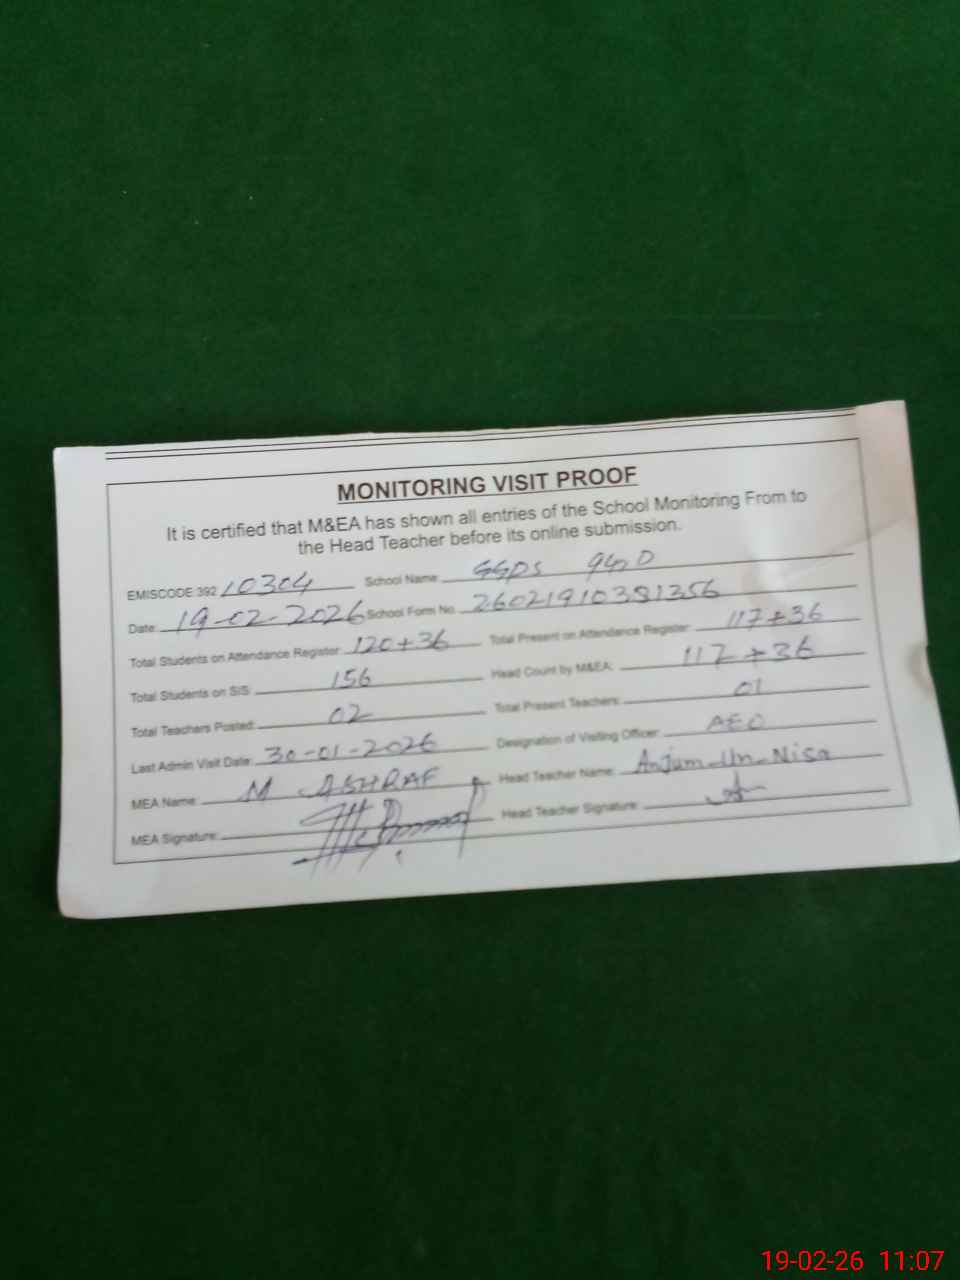 MONITORING VISIT PROOF
It is certified that M&EA has shown all entries of the School Monitoring From to
the Head Teacher before its online submission.
EMISCODE 392 10304 School Name: GGPS 94/D
Date: 19-02-2026 School Form No. 26021910381356
Total Students on Attendance Register: 120+36 Total Present on Attendance Register: 117+36
Total Students on SIS: 156 Head Count by M&EA: 117+36
Total Teachers Posted: 02 Total Present Teachers: 01
Last Admin Visit Date: 30-01-2026 Designation of Visiting Officer: AEO
MEA Name: M ASHRAF Head Teacher Name: Anjum-Un-Nisa
MEA Signature: Head Teacher Signature:
19-02-26 11:07